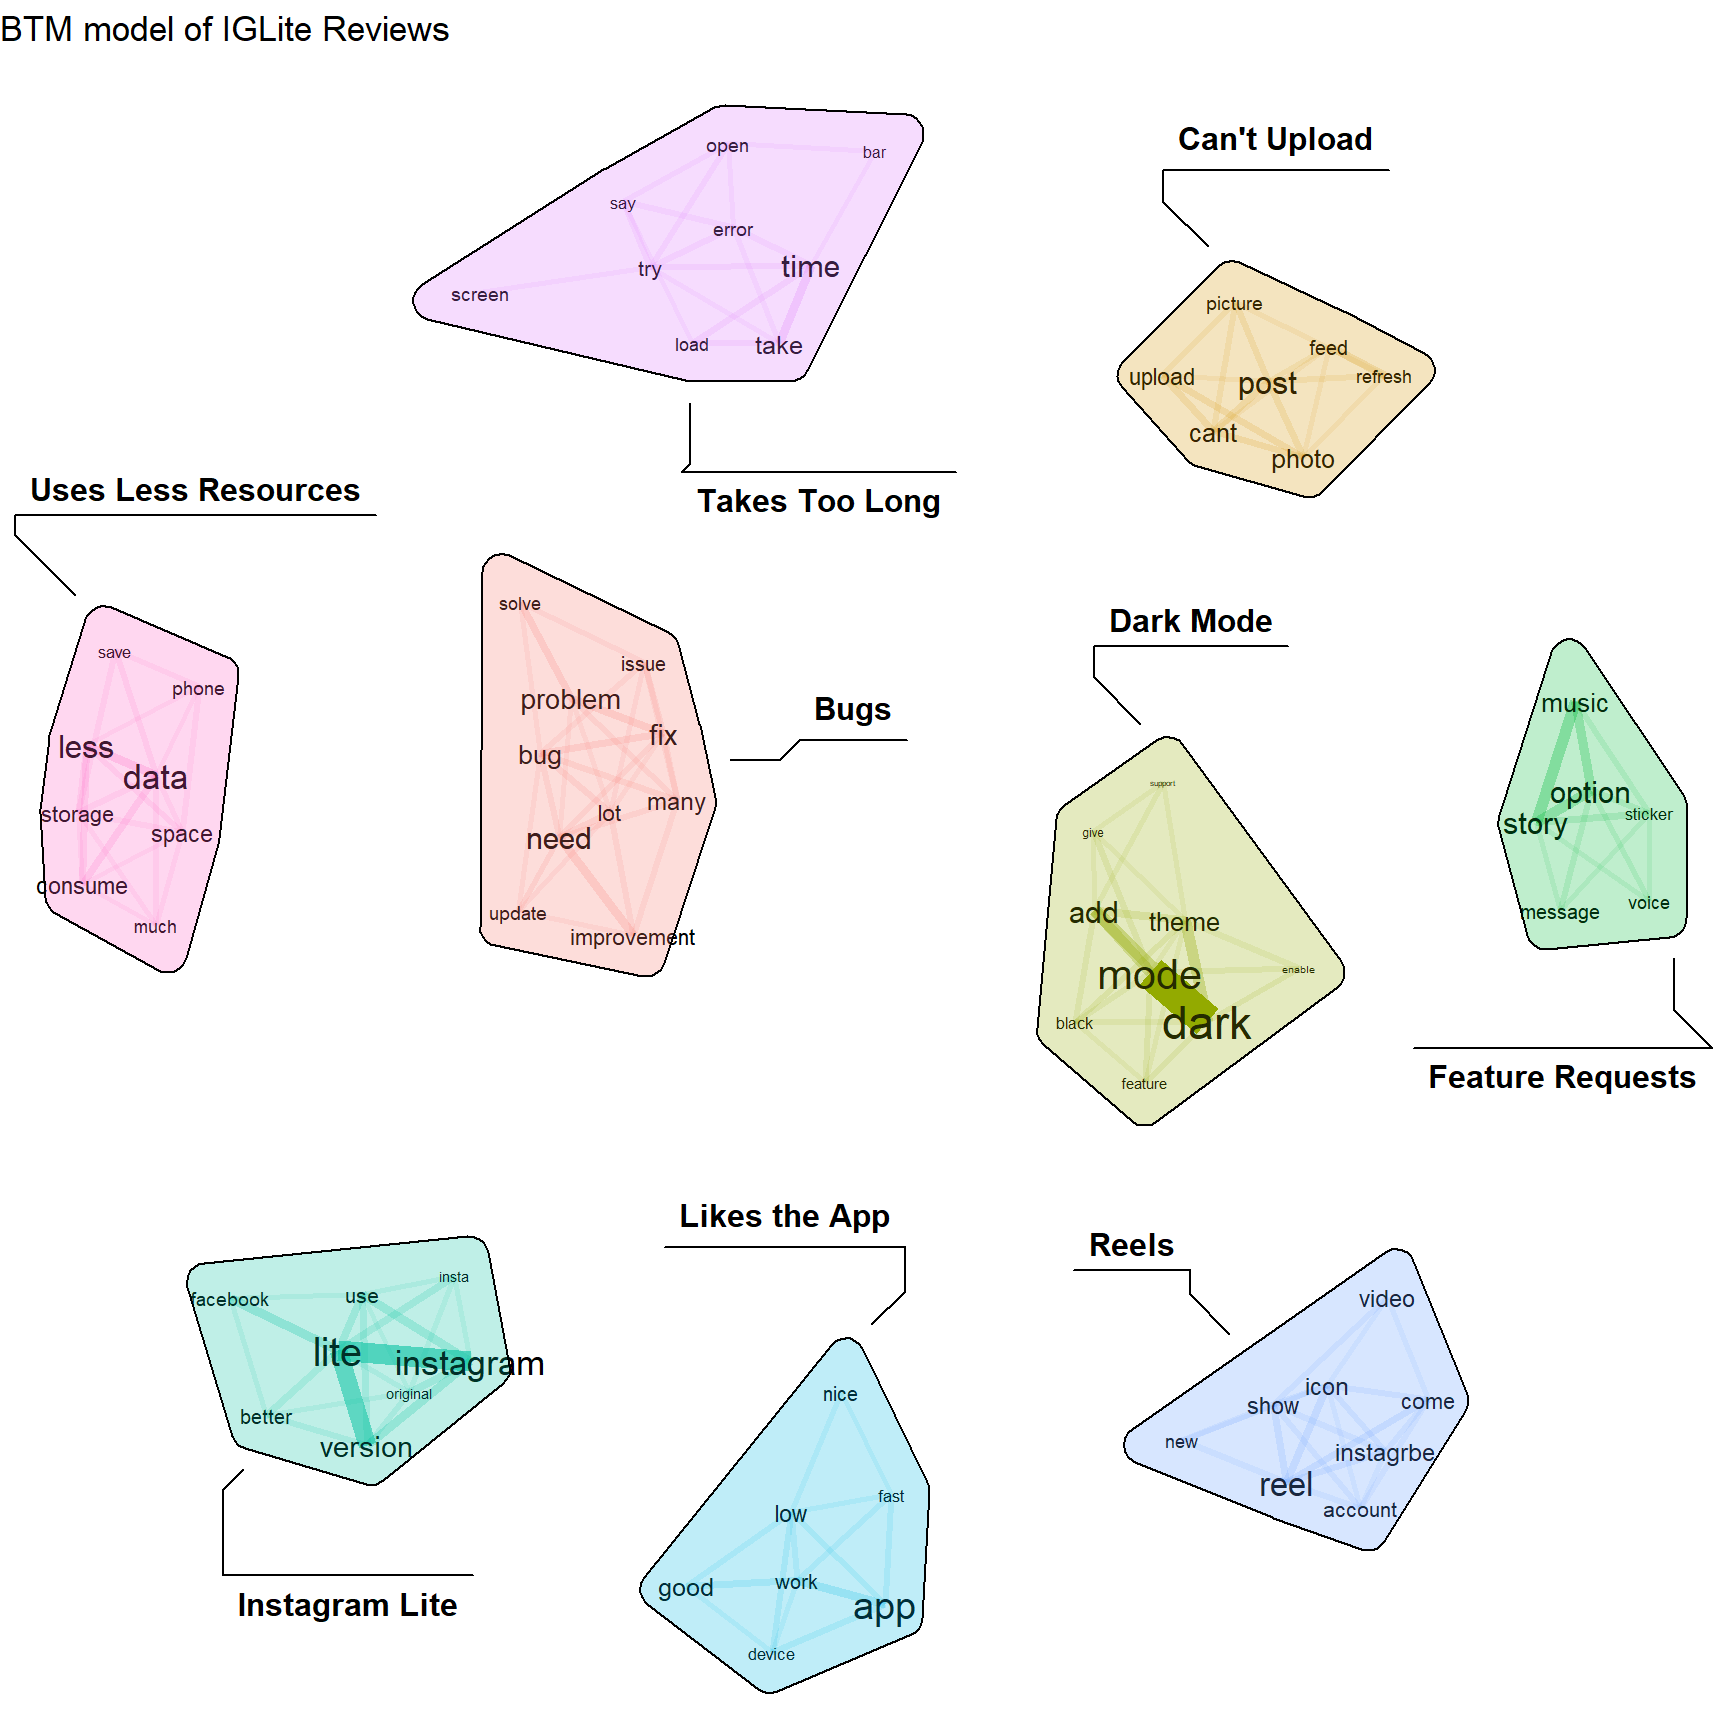 BTM model of IGLite Reviews
open
bar
say
error
try
time
screen
load
take
Takes Too Long
Can't Upload
picture
feed
upload
post
refresh
cant
photo
Uses Less Resources
save
phone
less
data
storage
space
consume
much
solve
issue
problem
fix
bug
many
lot
need
update
improvement
Bugs
Dark Mode
support
give
add
theme
mode
enable
dark
black
feature
music
option
story
sticker
message
voice
Feature Requests
insta
facebook
use
lite
instagram
original
better
version
Instagram Lite
Likes the App
nice
fast
low
work
good
app
device
Reels
video
icon
show
come
new
instagrbe
reel
account